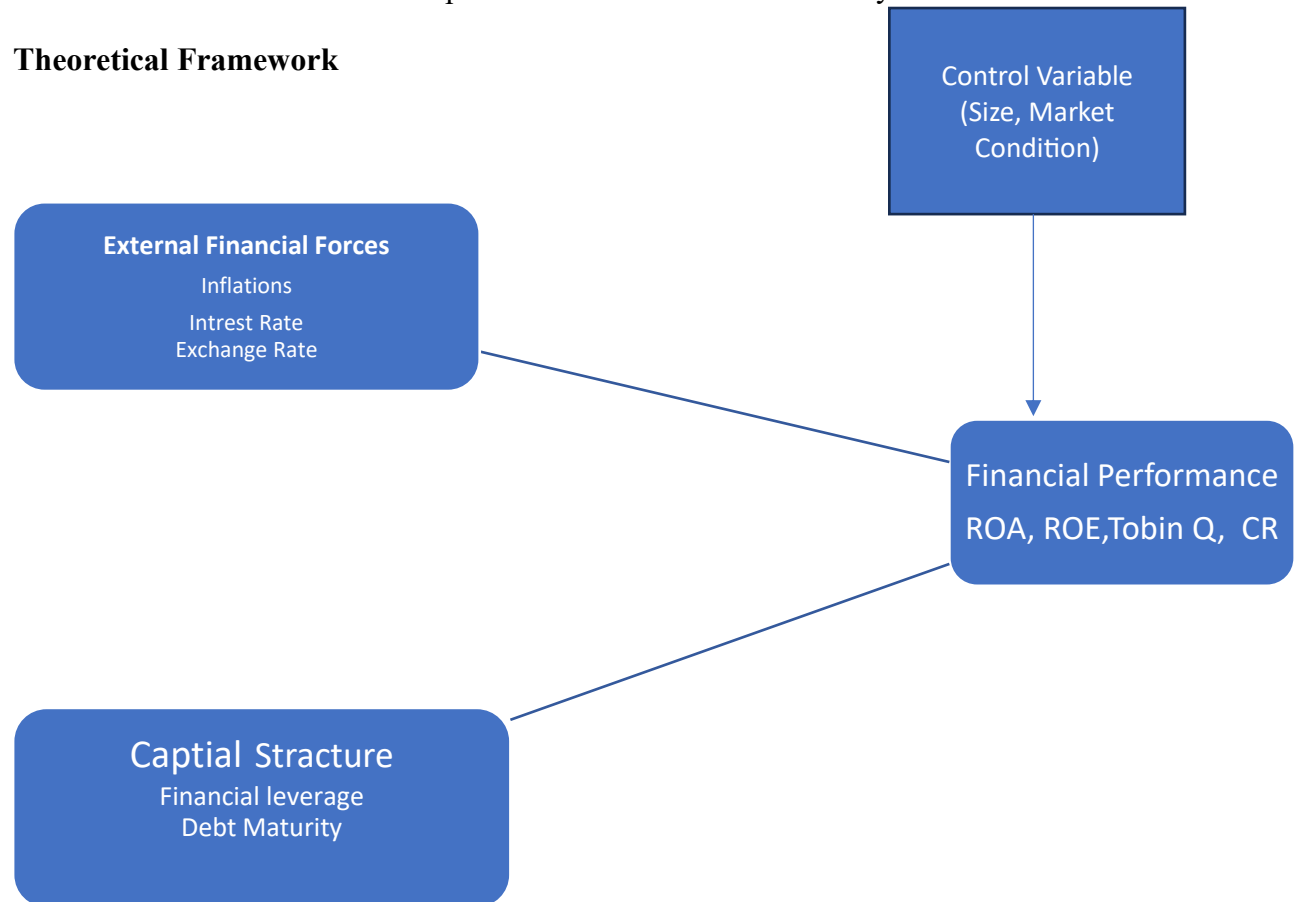 Theoretical Framework
Control Variable
(Size, Market
Condition)
External Financial Forces
Inflations
Intrest Rate
Exchange Rate
Financial Performance
ROA, ROE,Tobin Q, CR
Captial Stracture
Financial leverage
Debt Maturity